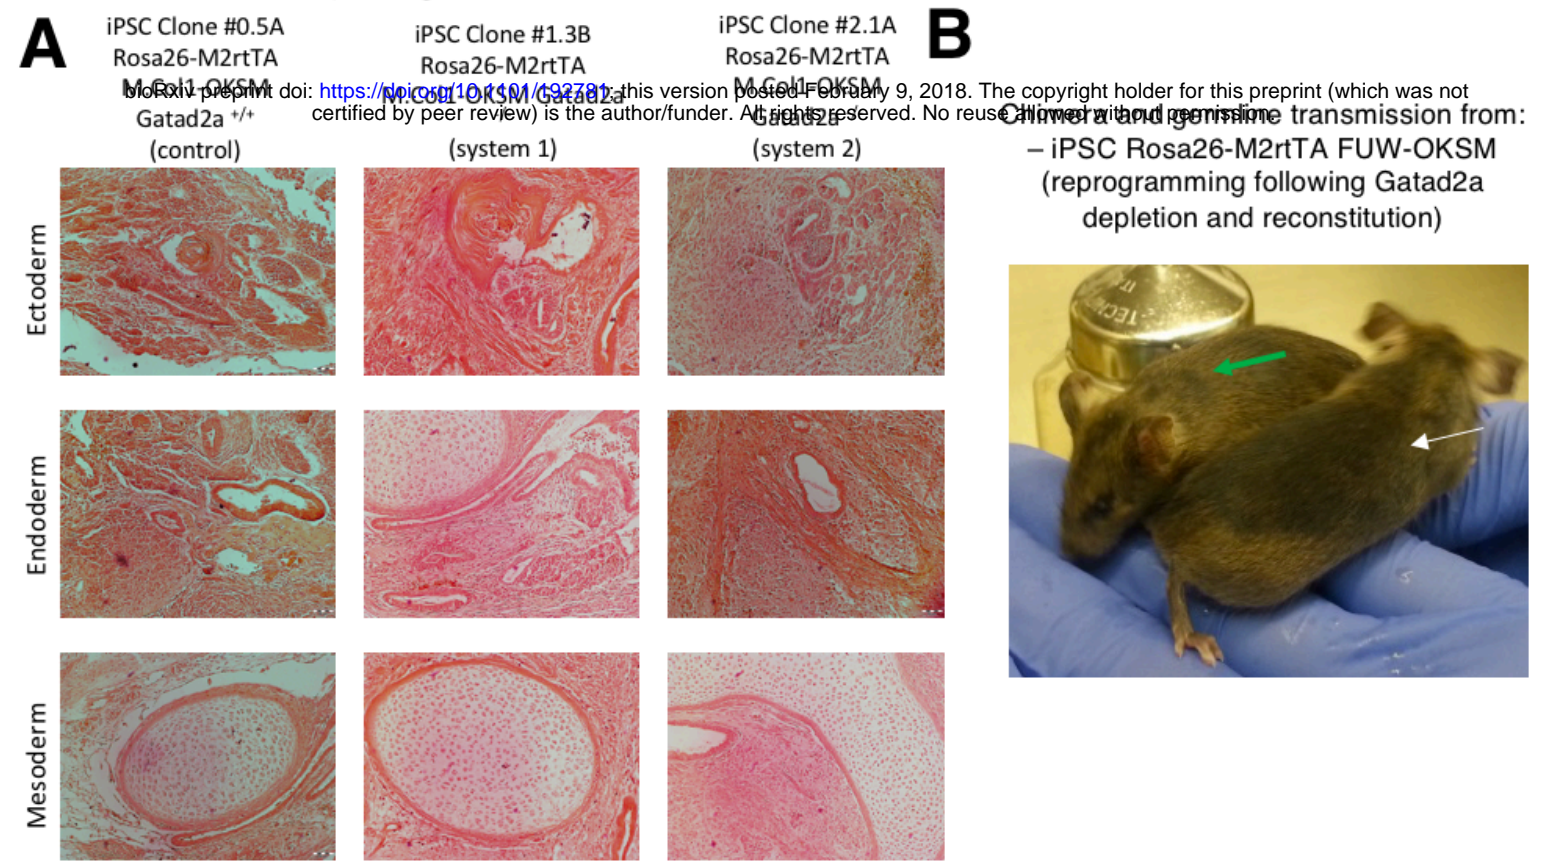 A
iPSC Clone #0.5A
Rosa26-M2rtTA
M.Col1-OKSM
Gatad2a +/+
(control)
iPSC Clone #1.3B
Rosa26-M2rtTA
M.Col1-OKSM Gatad2a
(system 1)
iPSC Clone #2.1A
Rosa26-M2rtTA
M.Col1-OKSM
Gatad2a
(system 2)
bioRxiv preprint doi: https://doi.org/10.1101/192781; this version posted February 9, 2018. The copyright holder for this preprint (which was not
certified by peer review) is the author/funder. All rights reserved. No reuse allowed without permission.
Ectoderm
Endoderm
Mesoderm
B
Chimera and germline transmission from:
– iPSC Rosa26-M2rtTA FUW-OKSM
(reprogramming following Gatad2a
depletion and reconstitution)